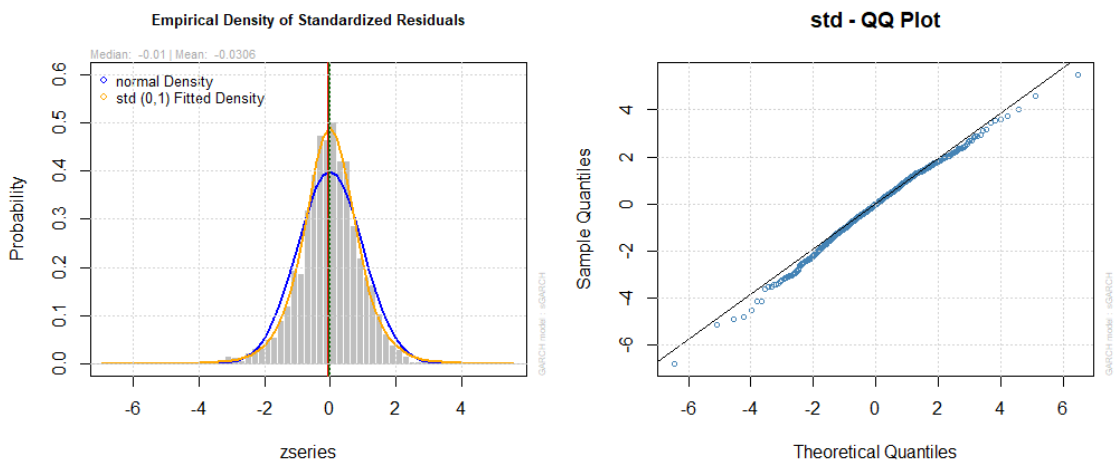 Empirical Density of Standardized Residuals
Median: -0.01 | Mean: -0.0306
normal Density
std (0,1) Fitted Density
Probability
0.0
0.1
0.2
0.3
0.4
0.5
0.6
-6
-4
-2
0
2
4
zseries
GARCH model : sGARCH
std - QQ Plot
Sample Quantiles
-6
-4
-2
0
2
4
-6
-4
-2
0
2
4
6
Theoretical Quantiles
GARCH model : sGARCH